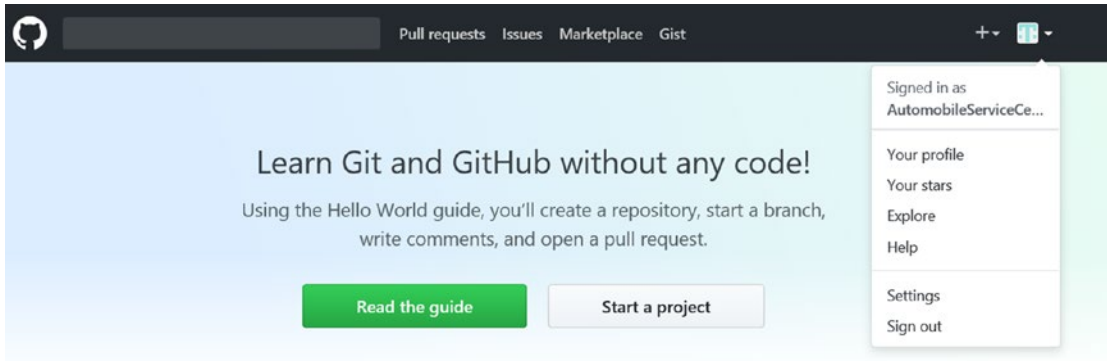 Pull requests Issues Marketplace Gist
Signed in as
AutomobileServiceCe...
Your profile
Your stars
Explore
Help
Settings
Sign out
Learn Git and GitHub without any code!
Using the Hello World guide, you'll create a repository, start a branch,
write comments, and open a pull request.
Read the guide
Start a project